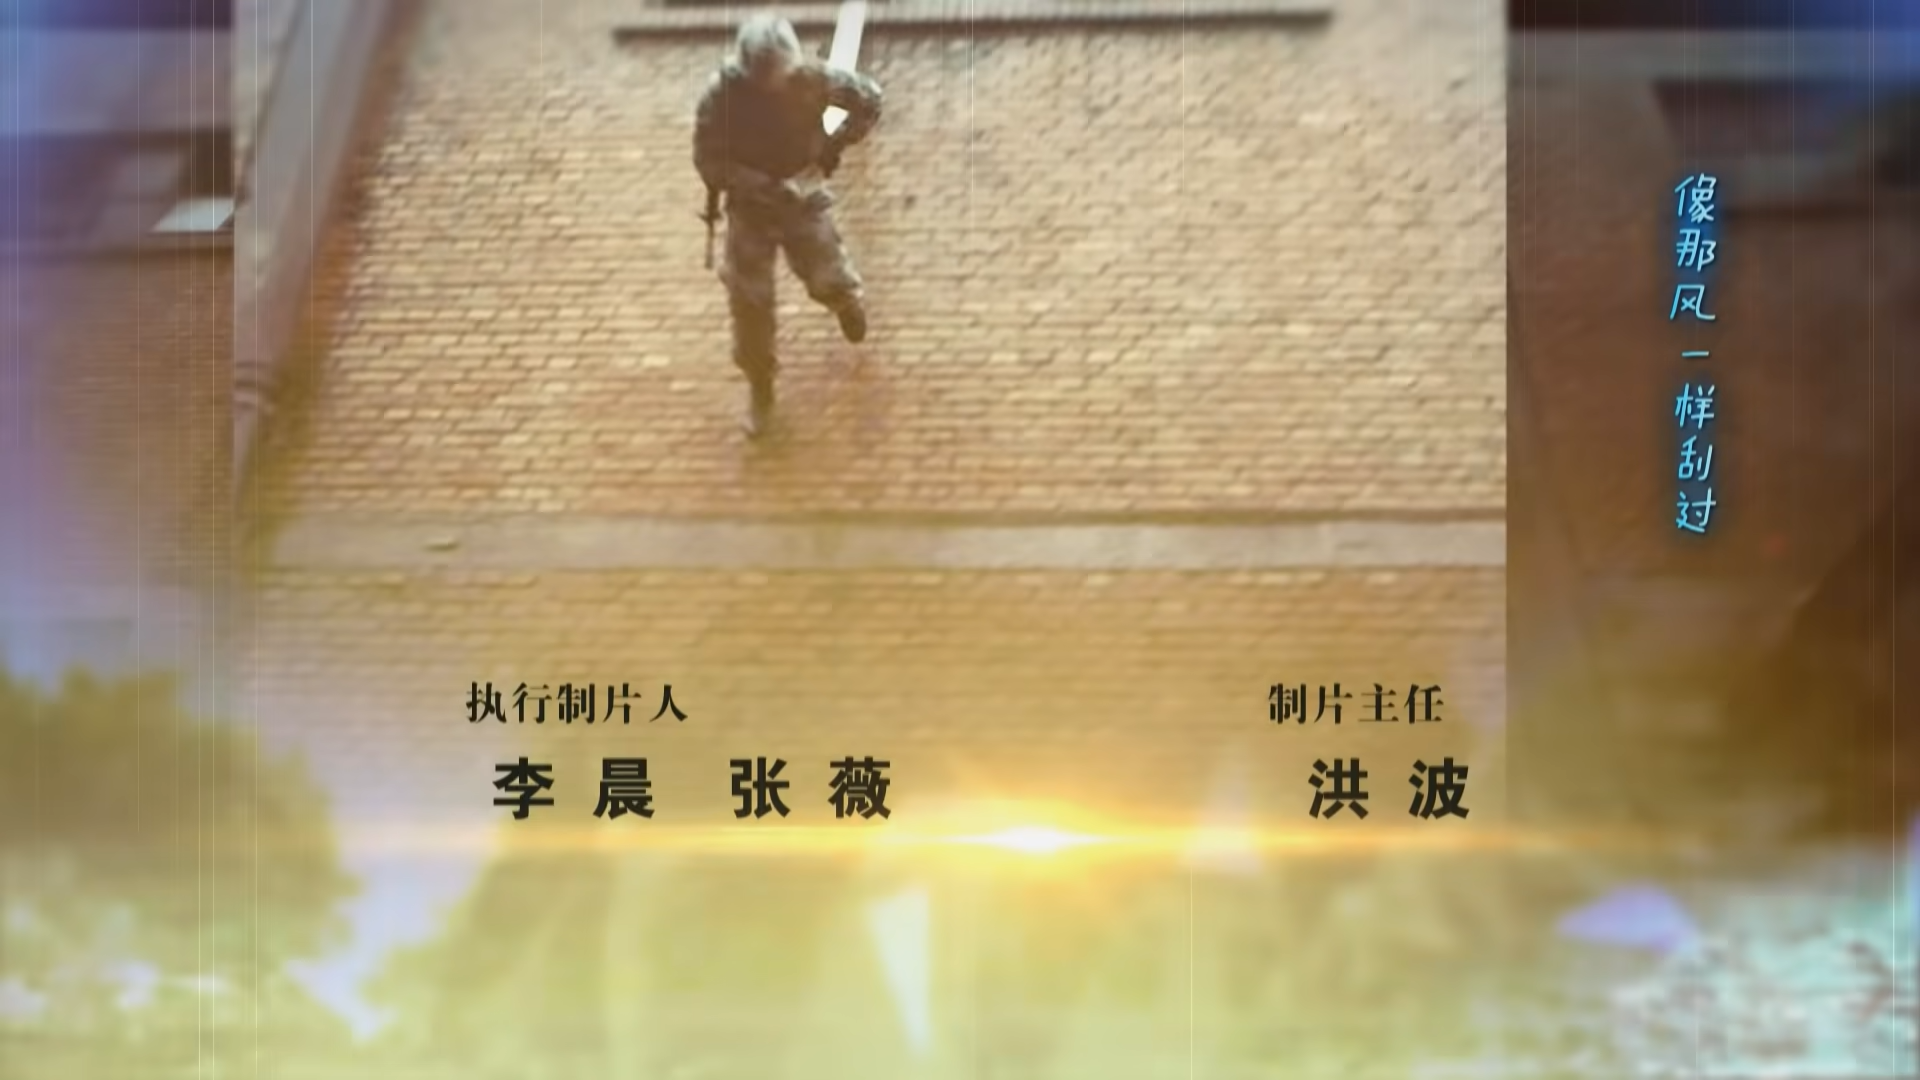 像那风一样刮过
执行制片人
李晨 张薇
制片主任
洪波